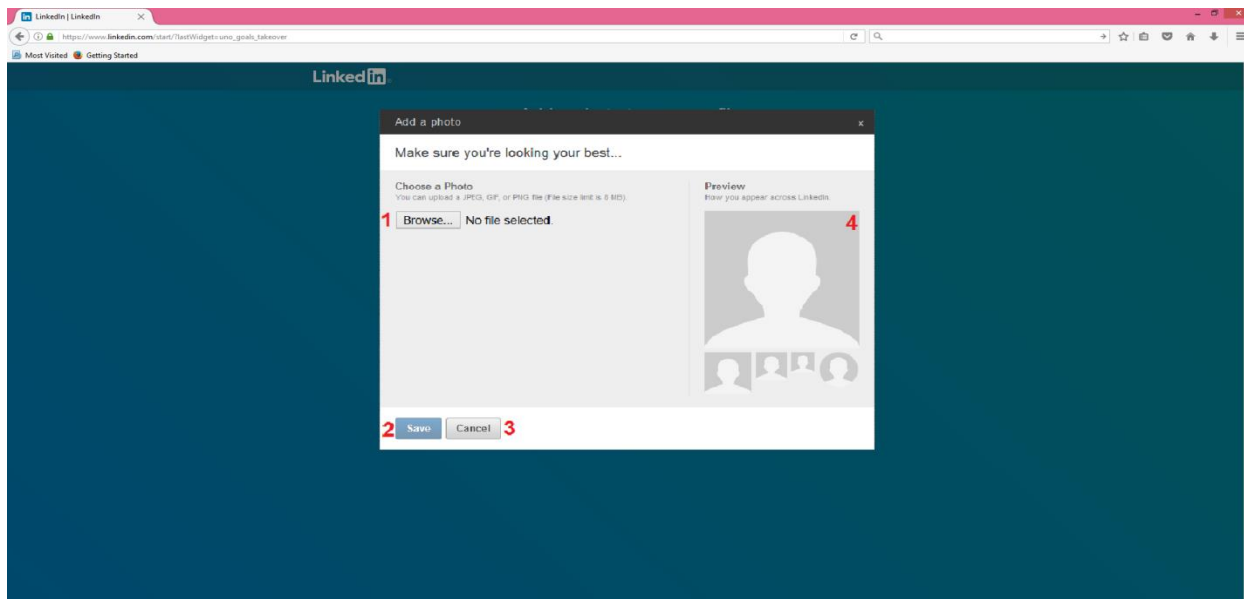 LinkedIn | LinkedIn
https://www.linkedin.com/start/?lastWidget=uno_goals_takeover
Most Visited Getting Started
Linked in
Add a photo x
Make sure you're looking your best...
Choose a Photo
You can upload a JPEG, GIF, or PNG file (File size limit is 8 MB).
1 Browse... No file selected.
Preview
How you appear across LinkedIn.
4
2 Save Cancel 3